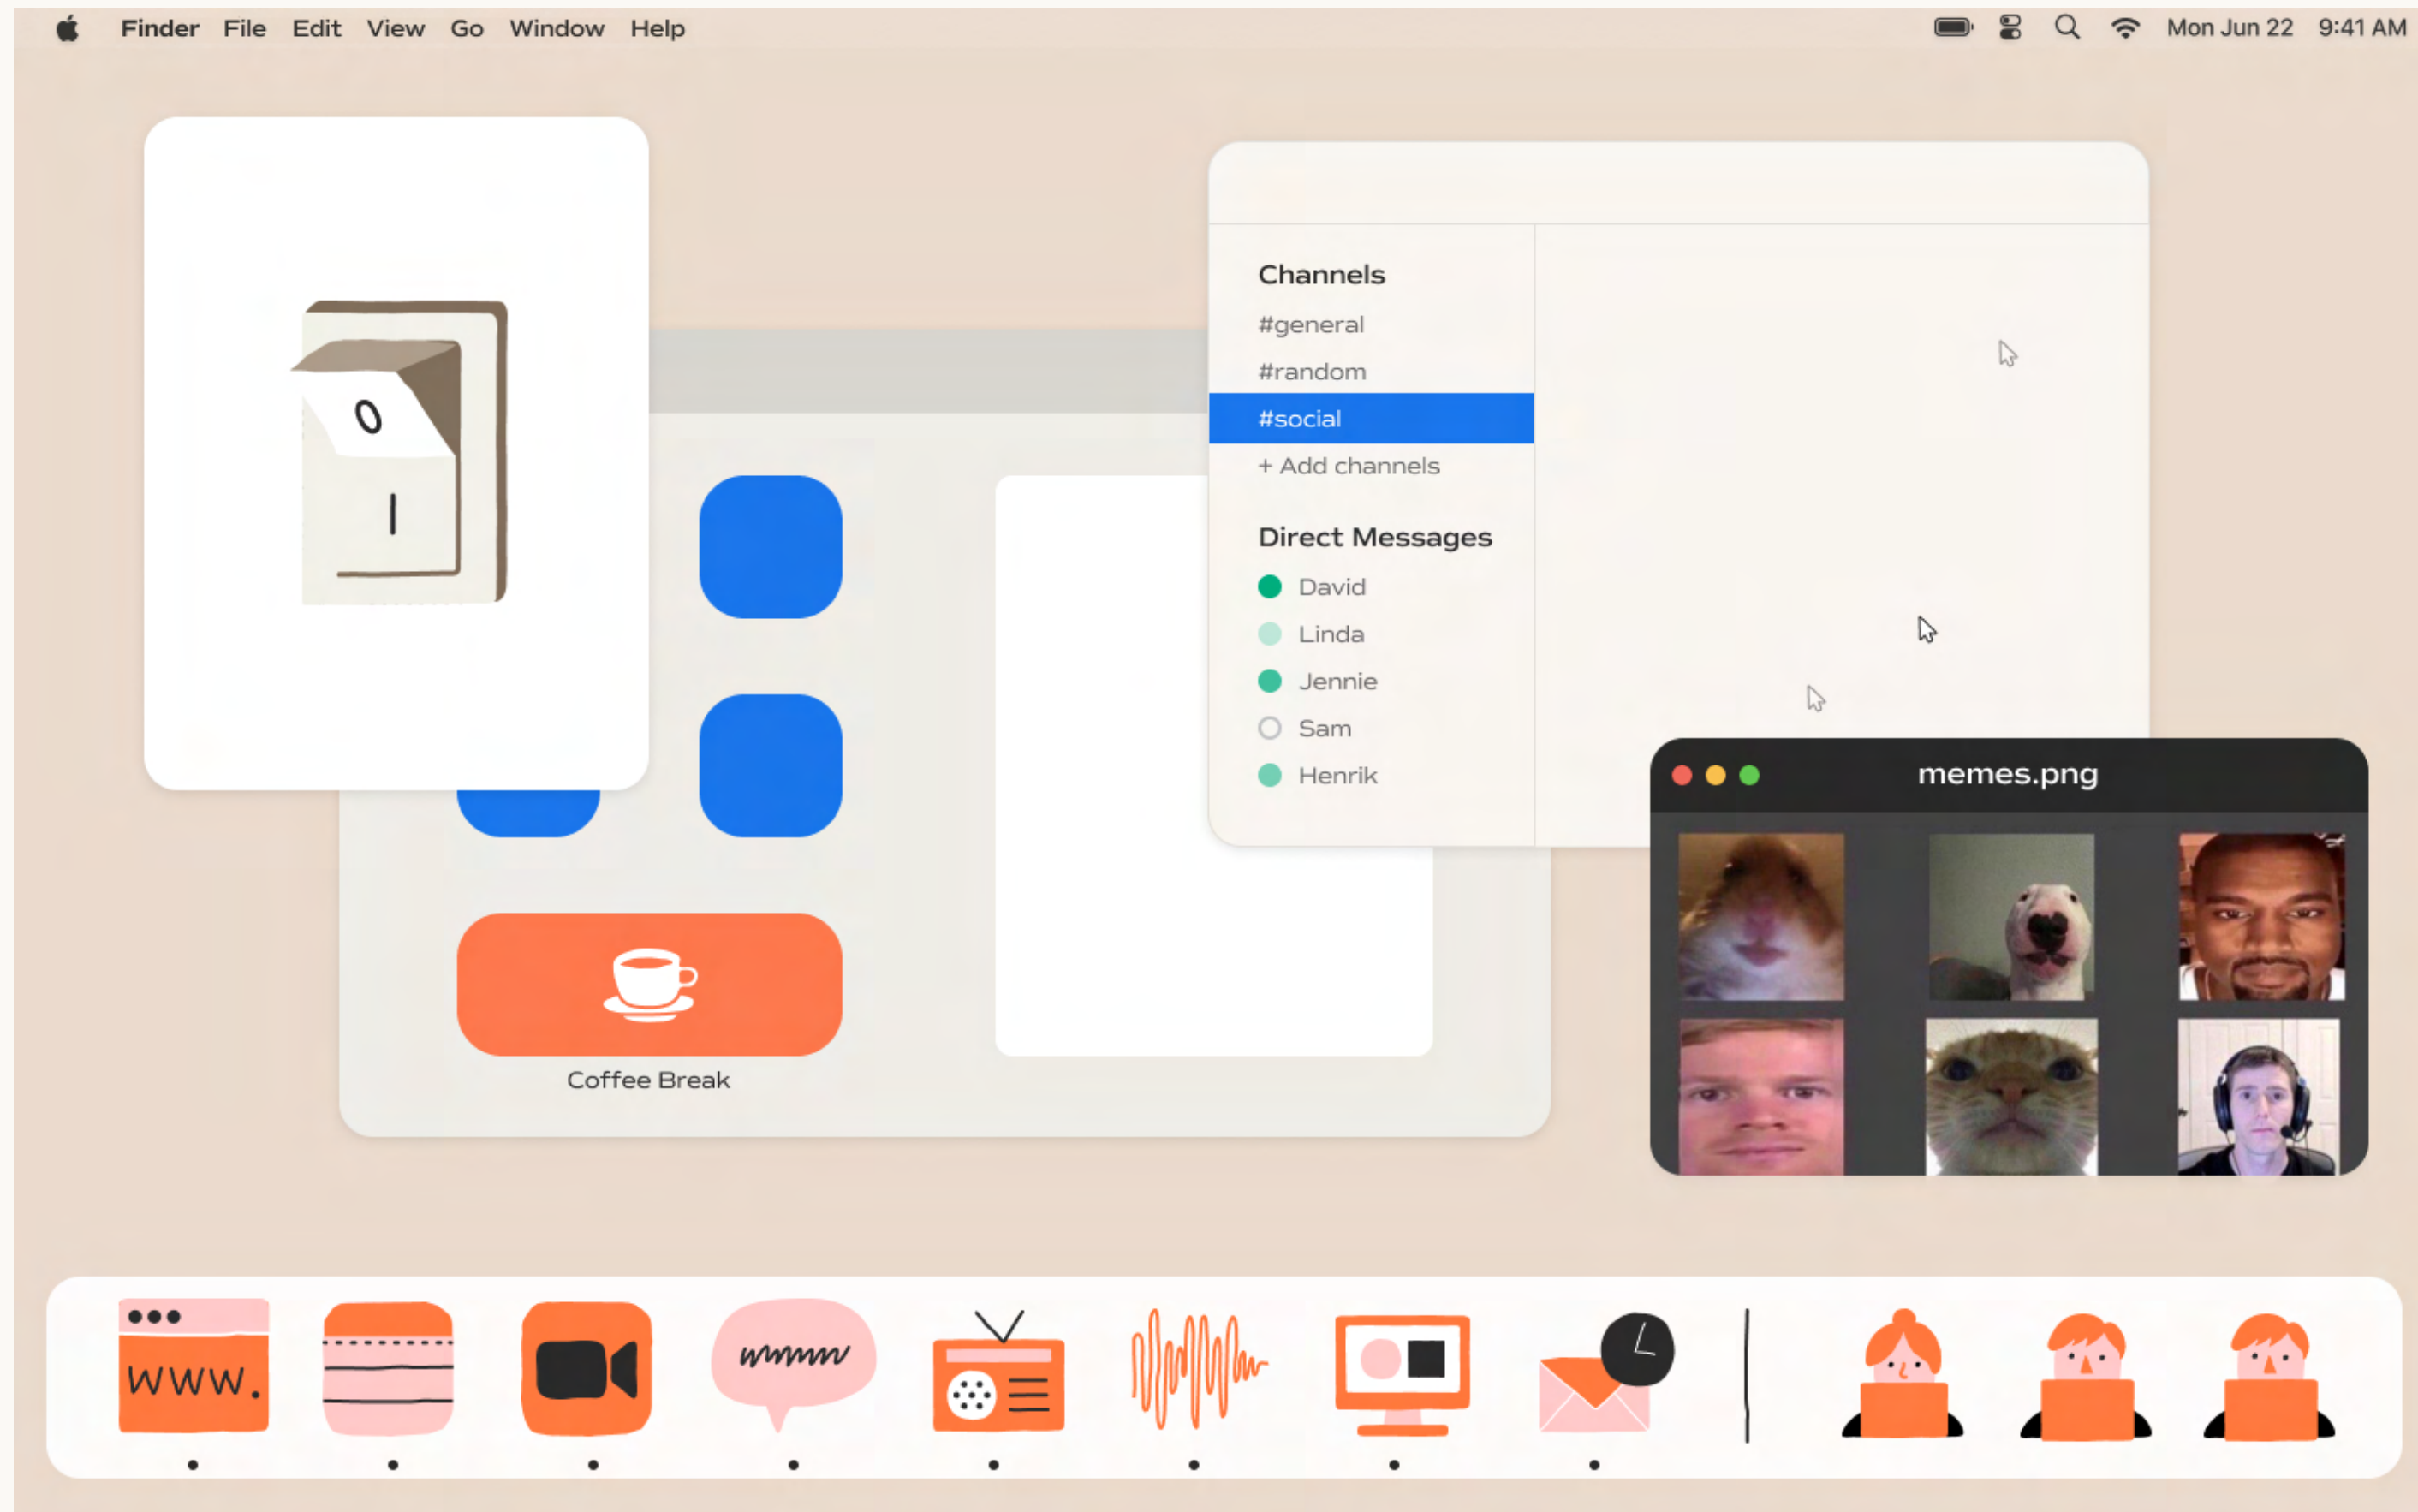 Finder File Edit View Go Window Help
Mon Jun 22 9:41 AM
0
I
Coffee Break
Channels
#general
#random
#social
+ Add channels
Direct Messages
David
Linda
Jennie
Sam
Henrik
memes.png
www.